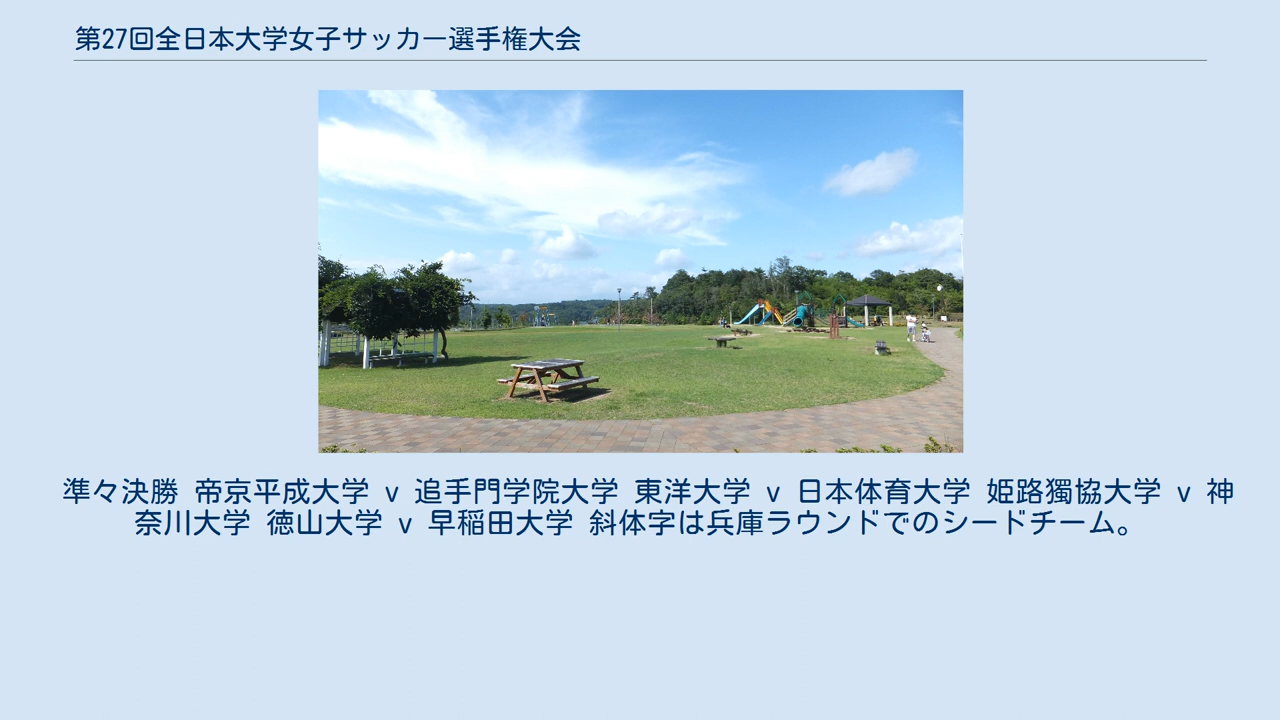 第27回全日本大学女子サッカー選手権大会
準々決勝 帝京平成大学 v 追手門学院大学 東洋大学 v 日本体育大学 姫路獨協大学 v 神
奈川大学 徳山大学 v 早稲田大学 斜体字は兵庫ラウンドでのシードチーム。